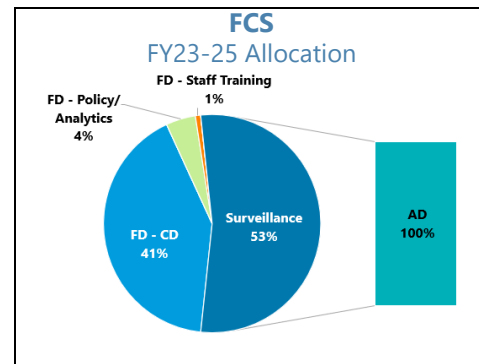 FCS
FY23-25 Allocation
FD - Staff Training
1%
FD - Policy/
Analytics
4%
FD - CD
41%
Surveillance
53%
AD
100%